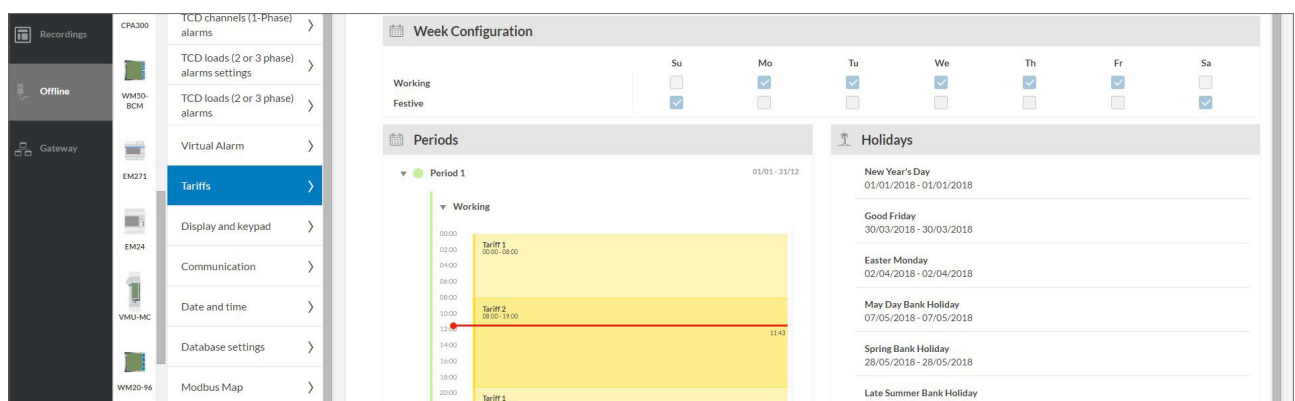 Recordings
Offline
Gateway
CPA300
WM50-
BCM
EM271
EM24
VMU-MC
WM20-96
TCD channels (1-Phase)
alarms
TCD loads (2 or 3 phase)
alarms settings
TCD loads (2 or 3 phase)
alarms
Virtual Alarm
Tariffs
Display and keypad
Communication
Date and time
Database settings
Modbus Map
Week Configuration
Su Mo Tu We Th Fr Sa
Working
Festive
Periods
Period 1 01/01 - 31/12
Working
00:00
02:00
04:00
06:00
08:00
10:00
12:00
14:00
16:00
18:00
20:00
Tariff 1
00:00 - 08:00
Tariff 2
08:00 - 19:00
11:43
Tariff 1
Holidays
New Year's Day
01/01/2018 - 01/01/2018
Good Friday
30/03/2018 - 30/03/2018
Easter Monday
02/04/2018 - 02/04/2018
May Day Bank Holiday
07/05/2018 - 07/05/2018
Spring Bank Holiday
28/05/2018 - 28/05/2018
Late Summer Bank Holiday